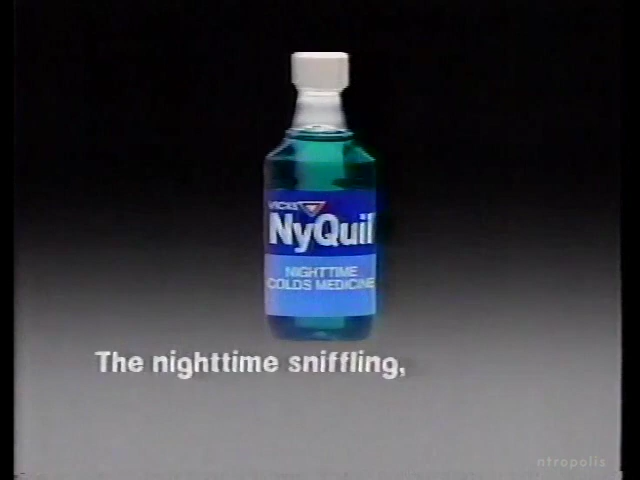 VICKS
NyQuil
NIGHTTIME
COLDS MEDICINE
The nighttime sniffling,
ntropolis